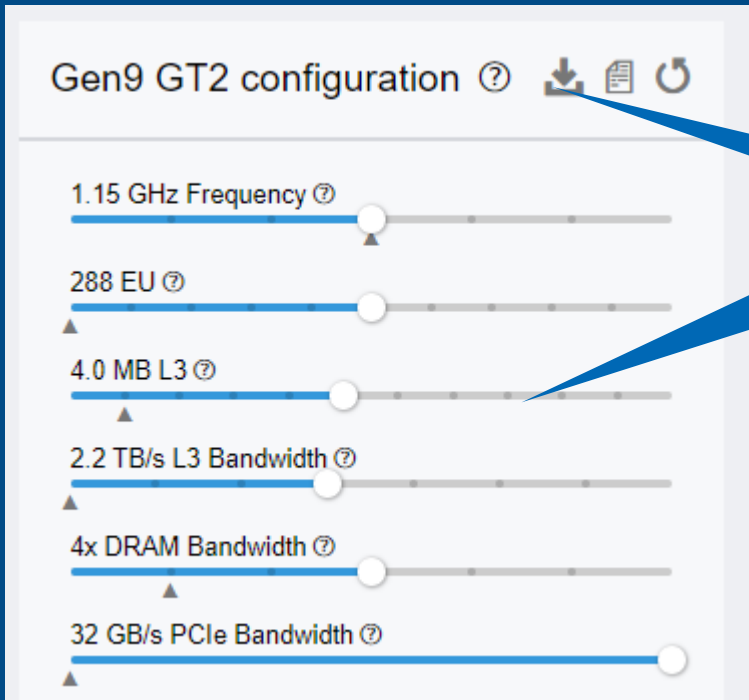 Gen9 GT2 configuration ?
1.15 GHz Frequency ?
288 EU ?
4.0 MB L3 ?
2.2 TB/s L3 Bandwidth ?
4x DRAM Bandwidth ?
32 GB/s PCIe Bandwidth ?